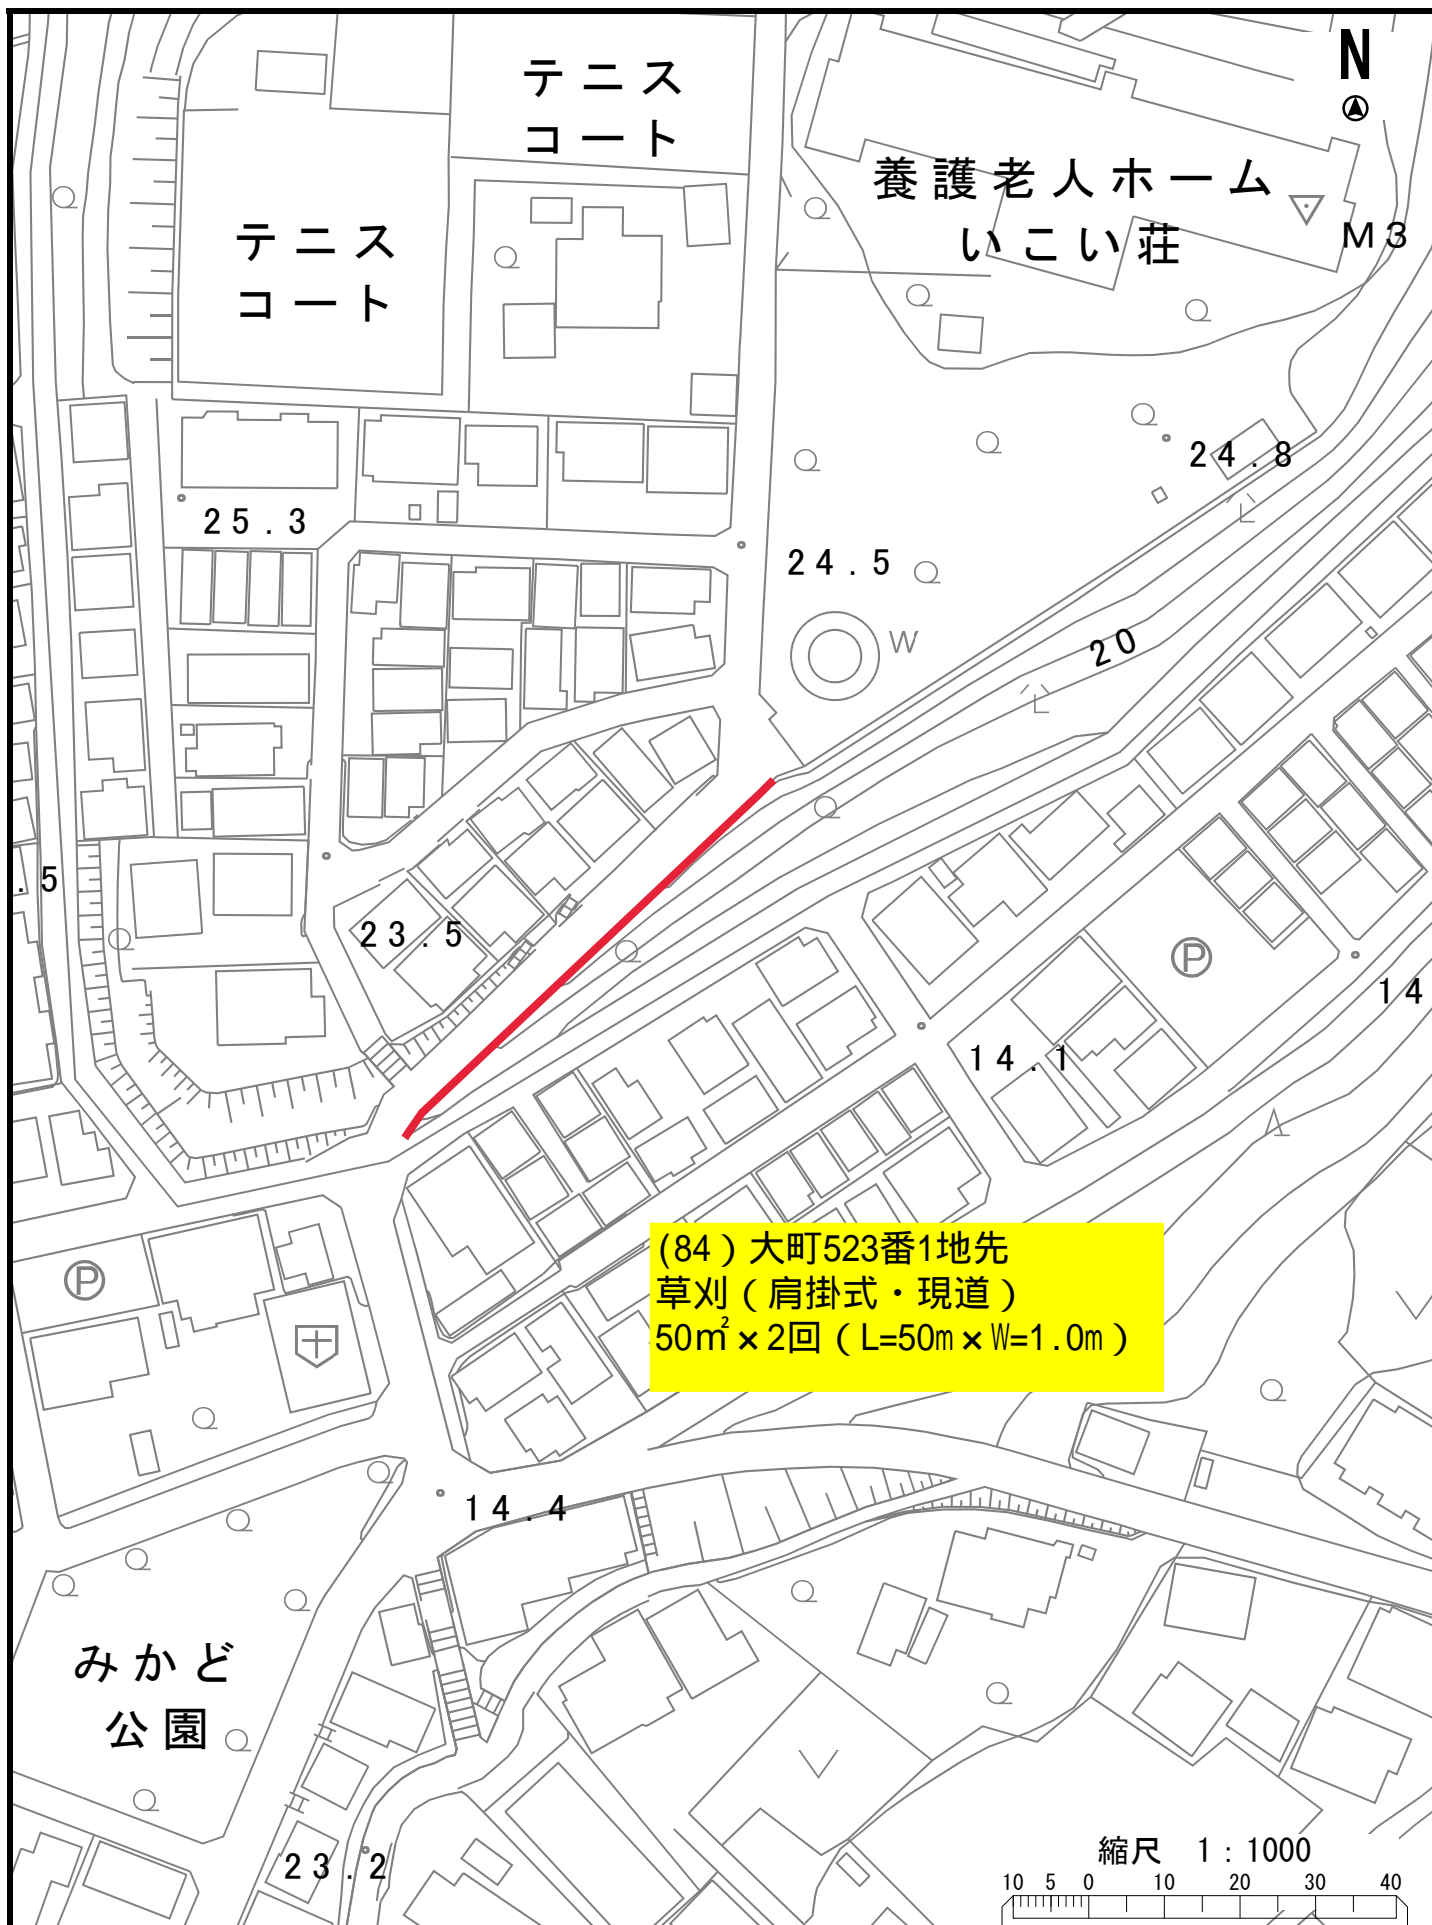 テニス
コート
N
養護老人ホーム
いこい荘
M3
テニス
コート
24.8
25.3
24.5
W
20
.5
23.5
P
14
14.1
(84）大町523番1地先
草刈（肩掛式・現道）
50㎡×2回（L=50m×W=1.0m）
P
14.4
みかど
公園
縮尺　1：1000
23.2
10 5 0 10 20 30 40